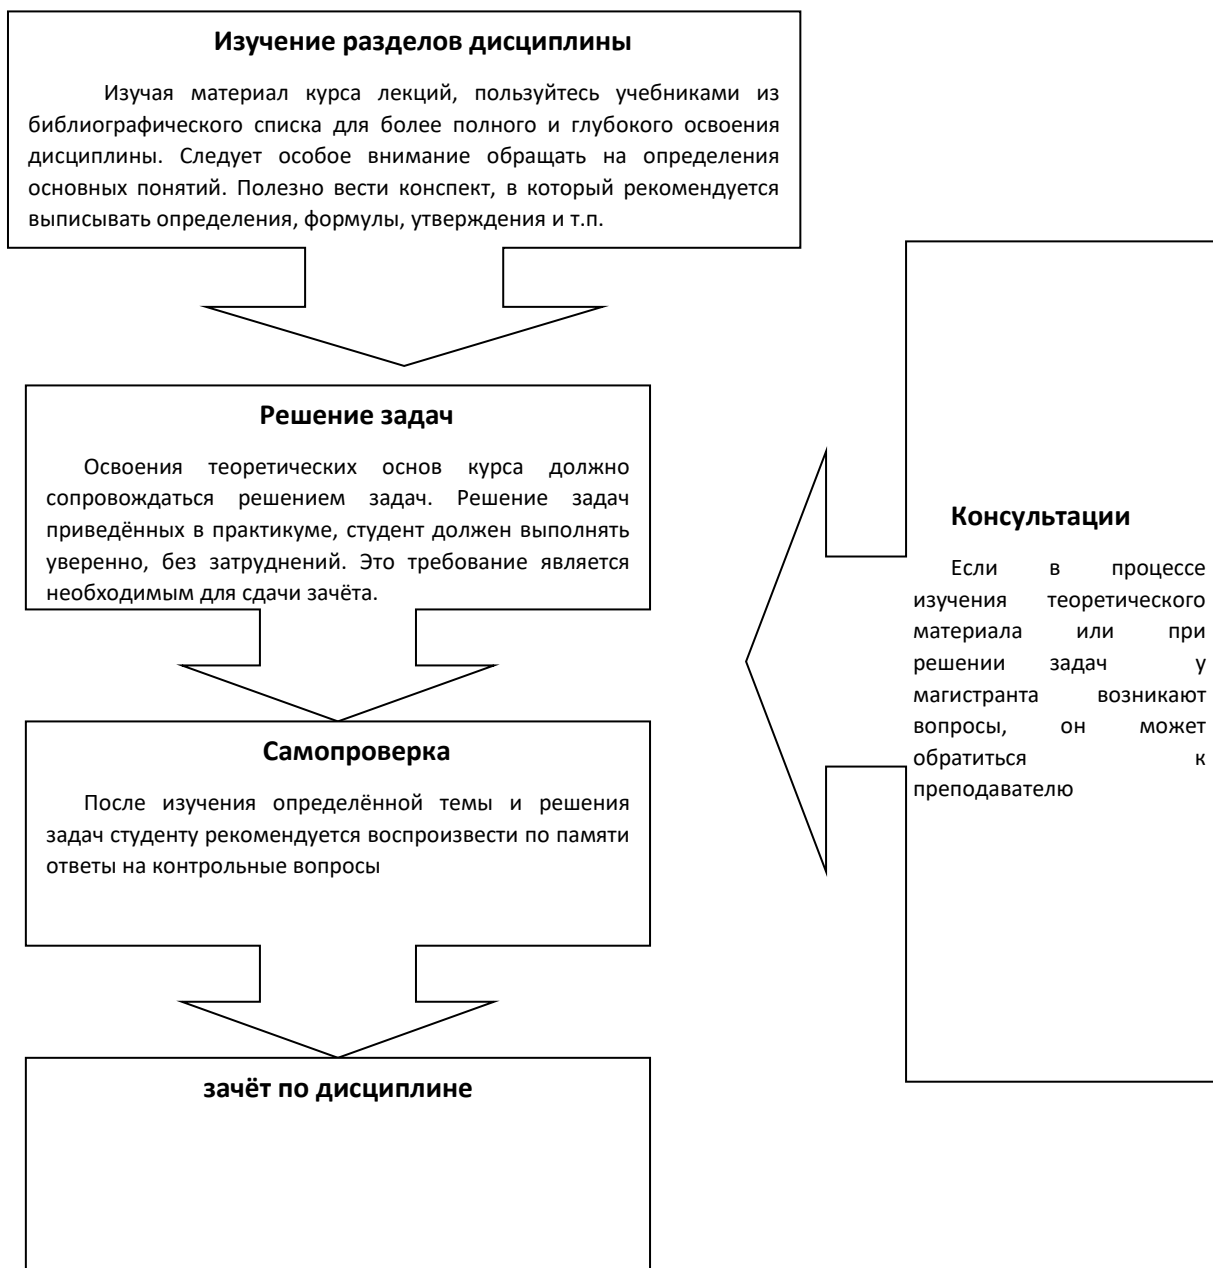 Изучение разделов дисциплины
Изучая материал курса лекций, пользуйтесь учебниками из
библиографического списка для более полного и глубокого освоения
дисциплины. Следует особое внимание обращать на определения
основных понятий. Полезно вести конспект, в который рекомендуется
выписывать определения, формулы, утверждения и т.п.
Решение задач
Освоения теоретических основ курса должно
сопровождаться решением задач. Решение задач
приведённых в практикуме, студент должен выполнять
уверенно, без затруднений. Это требование является
необходимым для сдачи зачёта.
Самопроверка
После изучения определённой темы и решения
задач студенту рекомендуется воспроизвести по памяти
ответы на контрольные вопросы
зачёт по дисциплине
Консультации
Если в процессе
изучения теоретического
материала или при
решении задач у
магистранта возникают
вопросы, он может
обратиться к
преподавателю